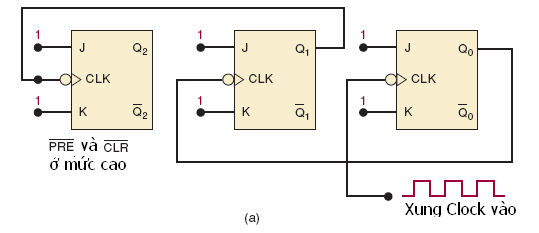 1 1 1
J Q2 J Q1 J Q0
CLK CLK CLK
1 1 1
K Q̅2 K Q̅1 K Q̅0
P̅R̅E̅ và C̅L̅R̅
ở mức cao
Xung Clock vào
(a)